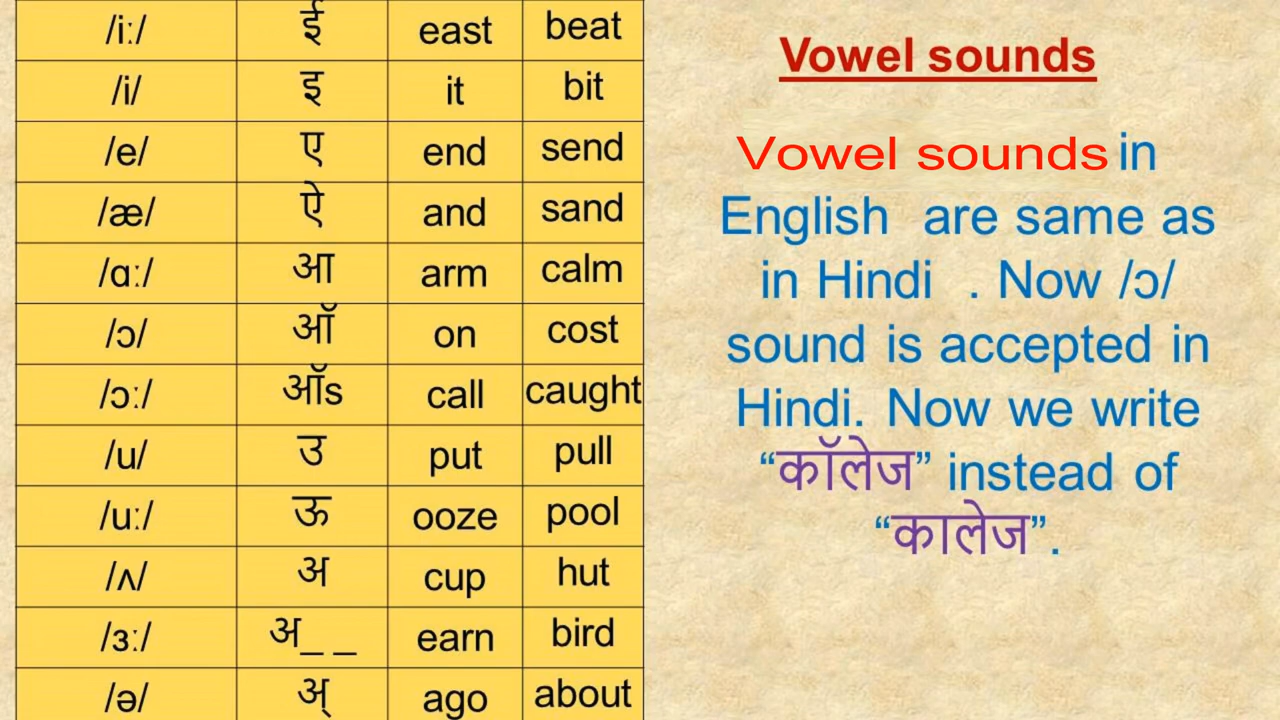 /iː/ ई east beat
/i/ इ it bit
/e/ ए end send
/æ/ ऐ and sand
/ɑː/ आ arm calm
/ɔ/ ऑ on cost
/ɔː/ ऑs call caught
/u/ उ put pull
/uː/ ऊ ooze pool
/ʌ/ अ cup hut
/ɜː/ अ_ _ earn bird
/ə/ अ् ago about
Vowel sounds
Vowel sounds in
English are same as
in Hindi . Now /ɔ/
sound is accepted in
Hindi. Now we write
“कॉलेज” instead of
“कालेज”.